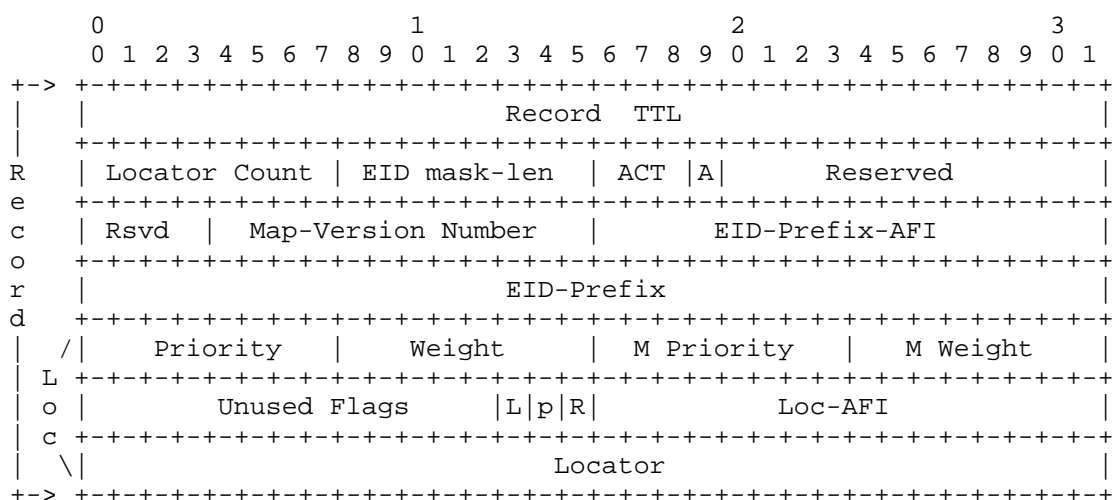 0                   1                   2                   3
        0 1 2 3 4 5 6 7 8 9 0 1 2 3 4 5 6 7 8 9 0 1 2 3 4 5 6 7 8 9 0 1
   +-> +-+-+-+-+-+-+-+-+-+-+-+-+-+-+-+-+-+-+-+-+-+-+-+-+-+-+-+-+-+-+-+-+
   |   |                          Record  TTL                          |
   |   +-+-+-+-+-+-+-+-+-+-+-+-+-+-+-+-+-+-+-+-+-+-+-+-+-+-+-+-+-+-+-+-+
   R   | Locator Count | EID mask-len  | ACT |A|       Reserved        |
   e   +-+-+-+-+-+-+-+-+-+-+-+-+-+-+-+-+-+-+-+-+-+-+-+-+-+-+-+-+-+-+-+-+
   c   | Rsvd  |  Map-Version Number   |       EID-Prefix-AFI          |
   o   +-+-+-+-+-+-+-+-+-+-+-+-+-+-+-+-+-+-+-+-+-+-+-+-+-+-+-+-+-+-+-+-+
   r   |                          EID-Prefix                           |
   d   +-+-+-+-+-+-+-+-+-+-+-+-+-+-+-+-+-+-+-+-+-+-+-+-+-+-+-+-+-+-+-+-+
   |  /|    Priority   |    Weight     |  M Priority   |   M Weight    |
   | L +-+-+-+-+-+-+-+-+-+-+-+-+-+-+-+-+-+-+-+-+-+-+-+-+-+-+-+-+-+-+-+-+
   | o |        Unused Flags     |L|p|R|           Loc-AFI             |
   | c +-+-+-+-+-+-+-+-+-+-+-+-+-+-+-+-+-+-+-+-+-+-+-+-+-+-+-+-+-+-+-+-+
   |  \|                             Locator                           |
   +-> +-+-+-+-+-+-+-+-+-+-+-+-+-+-+-+-+-+-+-+-+-+-+-+-+-+-+-+-+-+-+-+-+